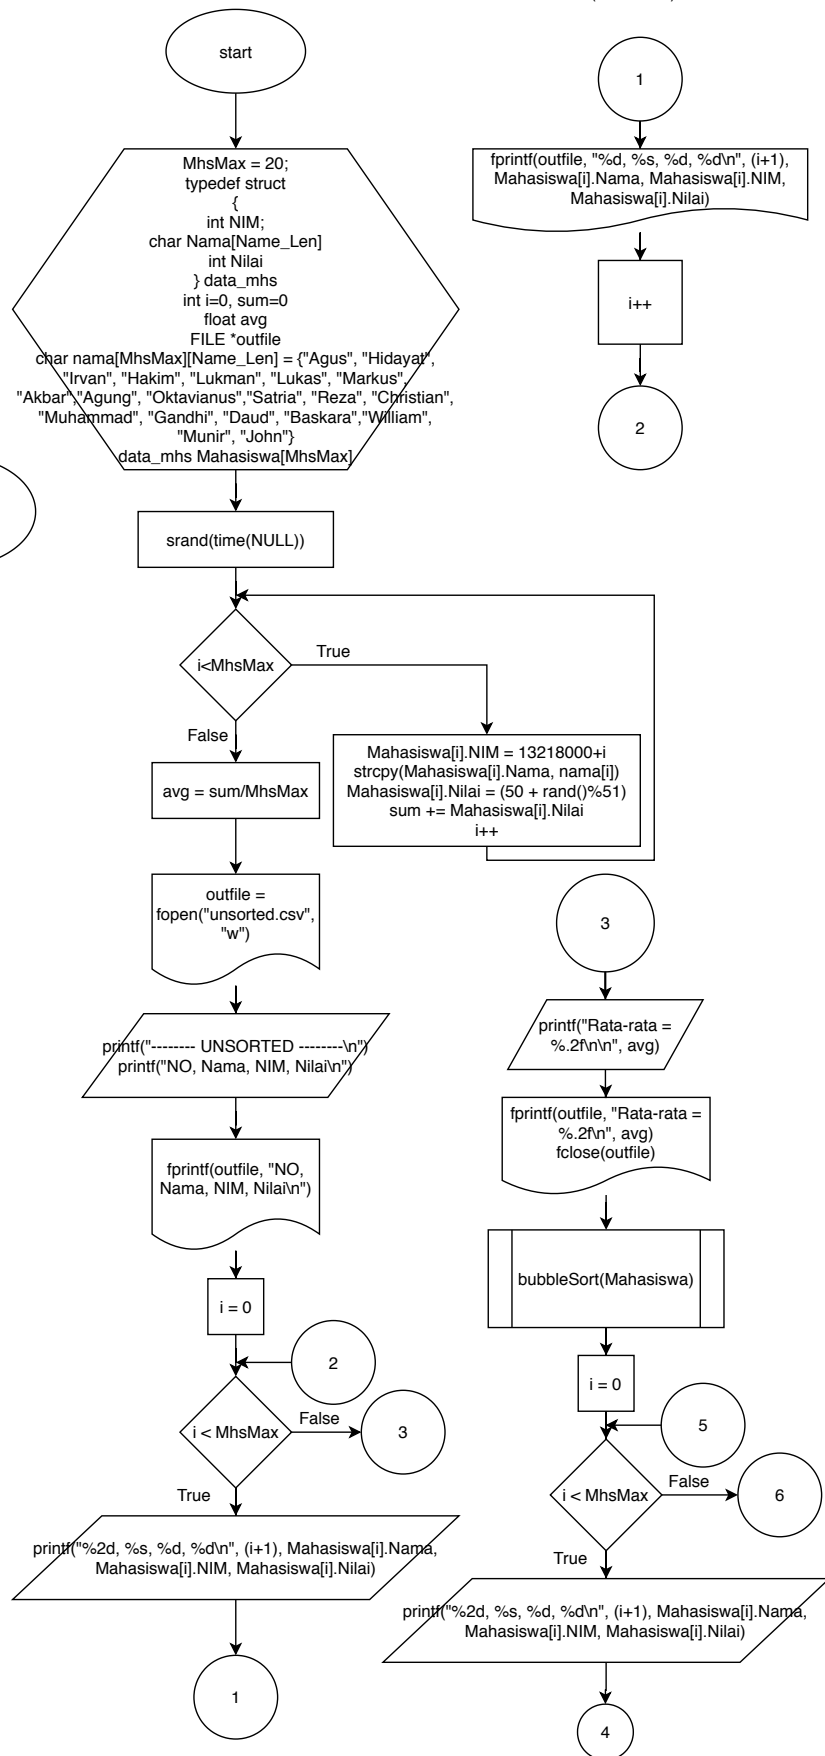 start
MhsMax = 20;
typedef struct
{
int NIM;
char Nama[Name_Len]
int Nilai
} data_mhs
int i=0, sum=0
float avg
FILE *outfile
char nama[MhsMax][Name_Len] = {"Agus", "Hidayat",
"Irvan", "Hakim", "Lukman", "Lukas", "Markus",
"Akbar","Agung", "Oktavianus","Satria", "Reza", "Christian",
"Muhammad", "Gandhi", "Daud", "Baskara","William",
"Munir", "John"}
data_mhs Mahasiswa[MhsMax]
srand(time(NULL))
i<MhsMax
True
False
Mahasiswa[i].NIM = 13218000+i
strcpy(Mahasiswa[i].Nama, nama[i])
Mahasiswa[i].Nilai = (50 + rand()%51)
sum += Mahasiswa[i].Nilai
i++
avg = sum/MhsMax
outfile =
fopen("unsorted.csv",
"w")
printf("-------- UNSORTED --------\n")
printf("NO, Nama, NIM, Nilai\n")
fprintf(outfile, "NO,
Nama, NIM, Nilai\n")
i = 0
2
i < MhsMax
False
3
True
printf("%2d, %s, %d, %d\n", (i+1), Mahasiswa[i].Nama,
Mahasiswa[i].NIM, Mahasiswa[i].Nilai)
1
1
fprintf(outfile, "%d, %s, %d, %d\n", (i+1),
Mahasiswa[i].Nama, Mahasiswa[i].NIM,
Mahasiswa[i].Nilai)
i++
2
3
printf("Rata-rata =
%.2f\n\n", avg)
fprintf(outfile, "Rata-rata =
%.2f\n", avg)
fclose(outfile)
bubbleSort(Mahasiswa)
i = 0
5
i < MhsMax
False
6
True
printf("%2d, %s, %d, %d\n", (i+1), Mahasiswa[i].Nama,
Mahasiswa[i].NIM, Mahasiswa[i].Nilai)
4